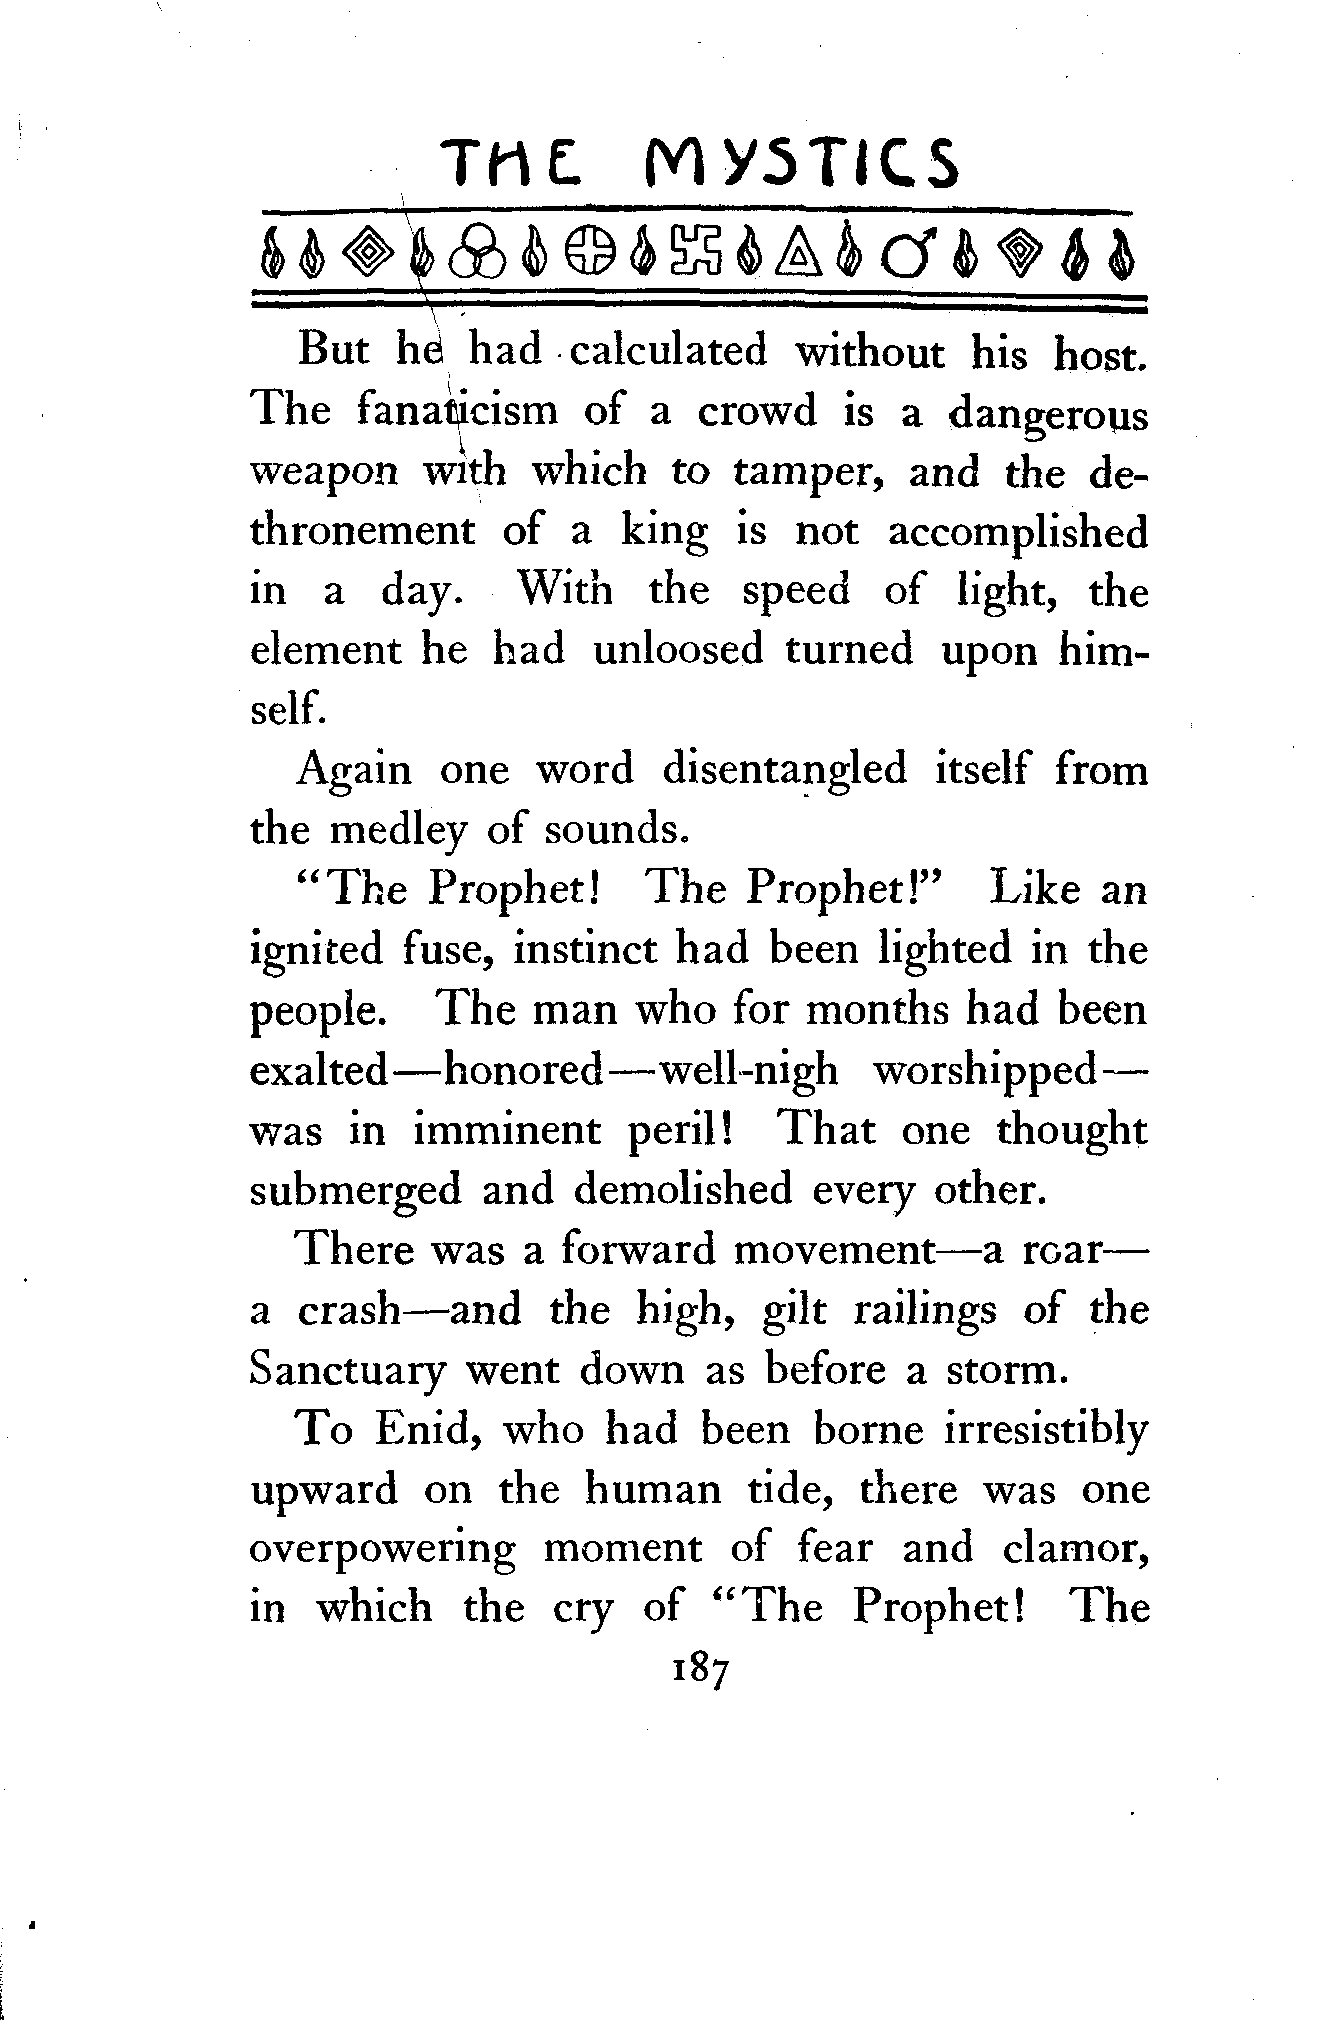 THE MYSTICS
But he had calculated without his host.
The fanaticism of a crowd is a dangerous
weapon with which to tamper, and the de-
thronement of a king is not accomplished
in a day. With the speed of light, the
element he had unloosed turned upon him-
self.
Again one word disentangled itself from
the medley of sounds.
"The Prophet! The Prophet!" Like an
ignited fuse, instinct had been lighted in the
people. The man who for months had been
exalted—honored—well-nigh worshipped—
was in imminent peril! That one thought
submerged and demolished every other.
There was a forward movement—a roar—
a crash—and the high, gilt railings of the
Sanctuary went down as before a storm.
To Enid, who had been borne irresistibly
upward on the human tide, there was one
overpowering moment of fear and clamor,
in which the cry of "The Prophet! The
187